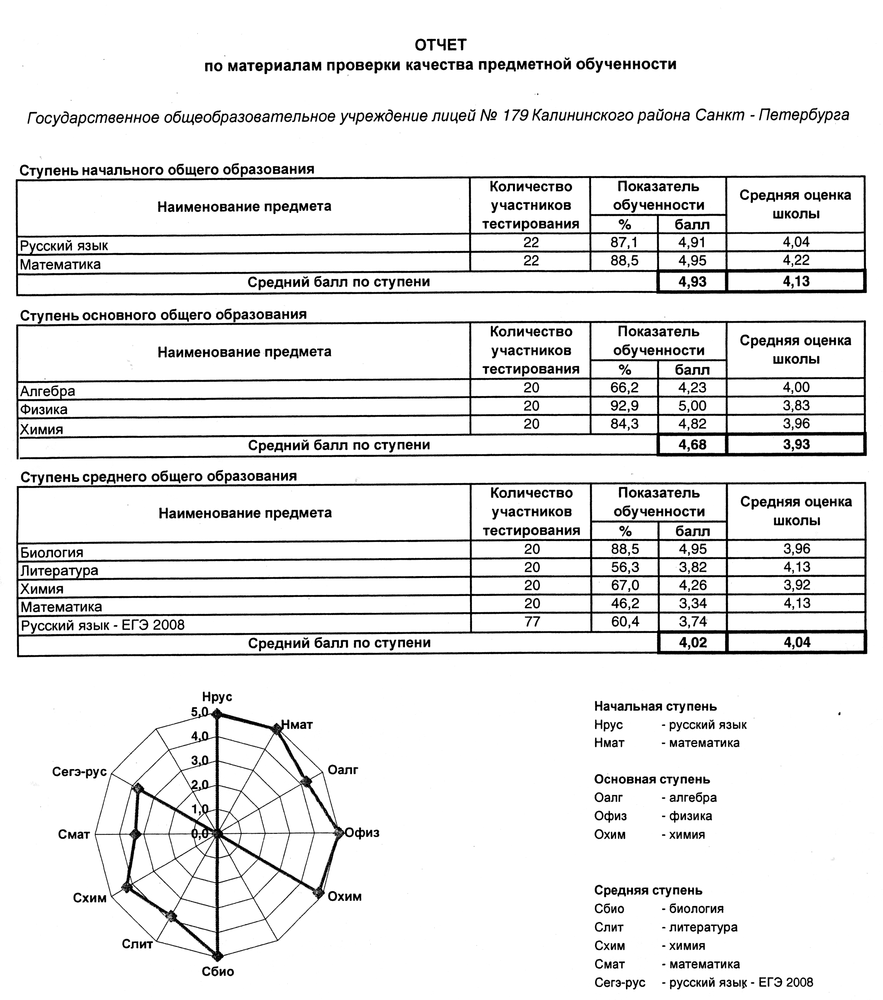 ОТЧЕТ
по материалам проверки качества предметной обученности
Государственное общеобразовательное учреждение лицей № 179 Калининского района Санкт - Петербурга
Ступень начального общего образования
Наименование предмета
Количество участников тестирования
Показатель обученности
% балл
Средняя оценка школы
Русский язык 22 87,1 4,91 4,04
Математика 22 88,5 4,95 4,22
Средний балл по ступени 4,93 4,13
Ступень основного общего образования
Наименование предмета
Количество участников тестирования
Показатель обученности
% балл
Средняя оценка школы
Алгебра 20 66,2 4,23 4,00
Физика 20 92,9 5,00 3,83
Химия 20 84,3 4,82 3,96
Средний балл по ступени 4,68 3,93
Ступень среднего общего образования
Наименование предмета
Количество участников тестирования
Показатель обученности
% балл
Средняя оценка школы
Биология 20 88,5 4,95 3,96
Литература 20 56,3 3,82 4,13
Химия 20 67,0 4,26 3,92
Математика 20 46,2 3,34 4,13
Русский язык - ЕГЭ 2008 77 60,4 3,74
Средний балл по ступени 4,02 4,04
Нрус
5,0
Нмат
4,0
3,0
Оалг
Сегэ-рус
2,0
1,0
Смат
0,0
Офиз
Схим
Охим
Слит
Сбио
Начальная ступень
Нрус - русский язык
Нмат - математика
Основная ступень
Оалг - алгебра
Офиз - физика
Охим - химия
Средняя ступень
Сбио - биология
Слит - литература
Схим - химия
Смат - математика
Сегэ-рус - русский язык - ЕГЭ 2008